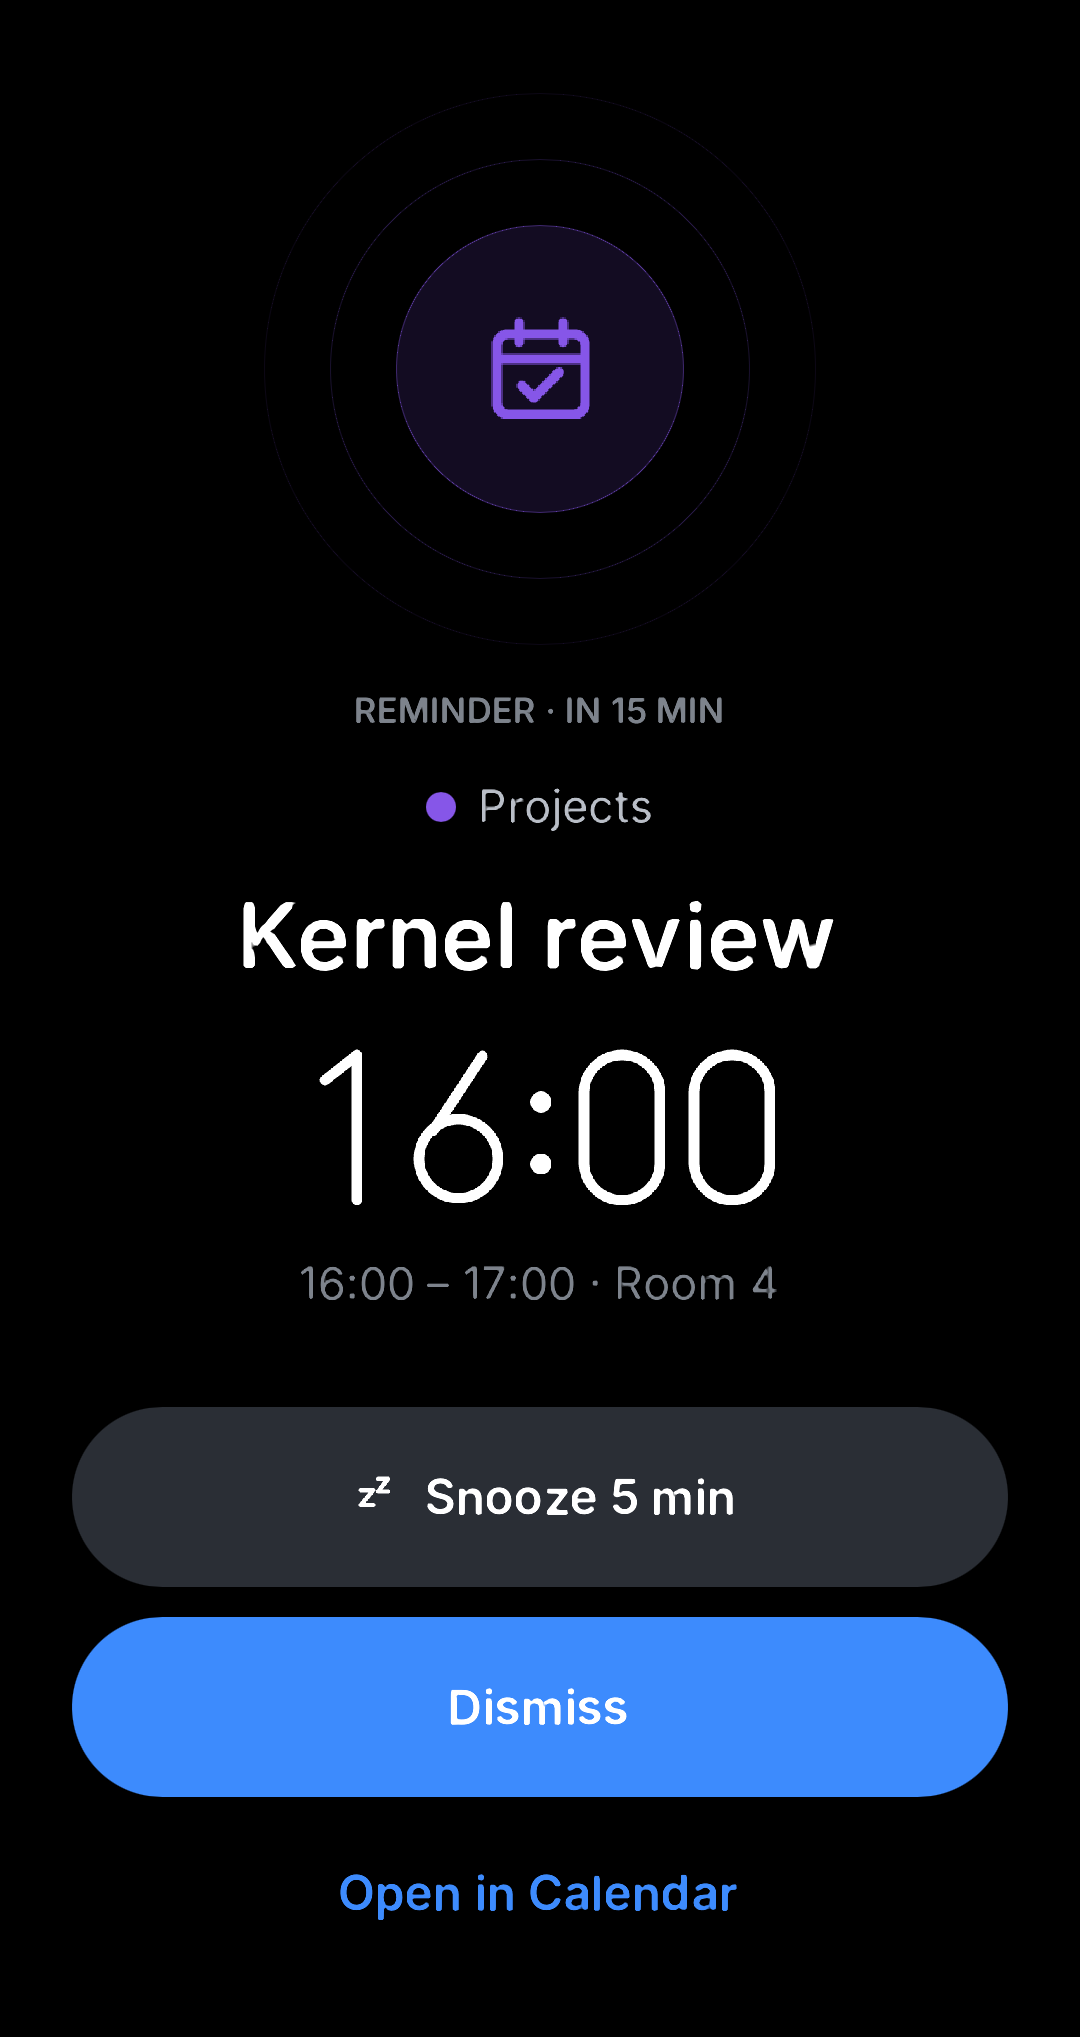 REMINDER · IN 15 MIN
Projects
Kernel review
16:00
16:00 – 17:00 · Room 4
zz Snooze 5 min
Dismiss
Open in Calendar